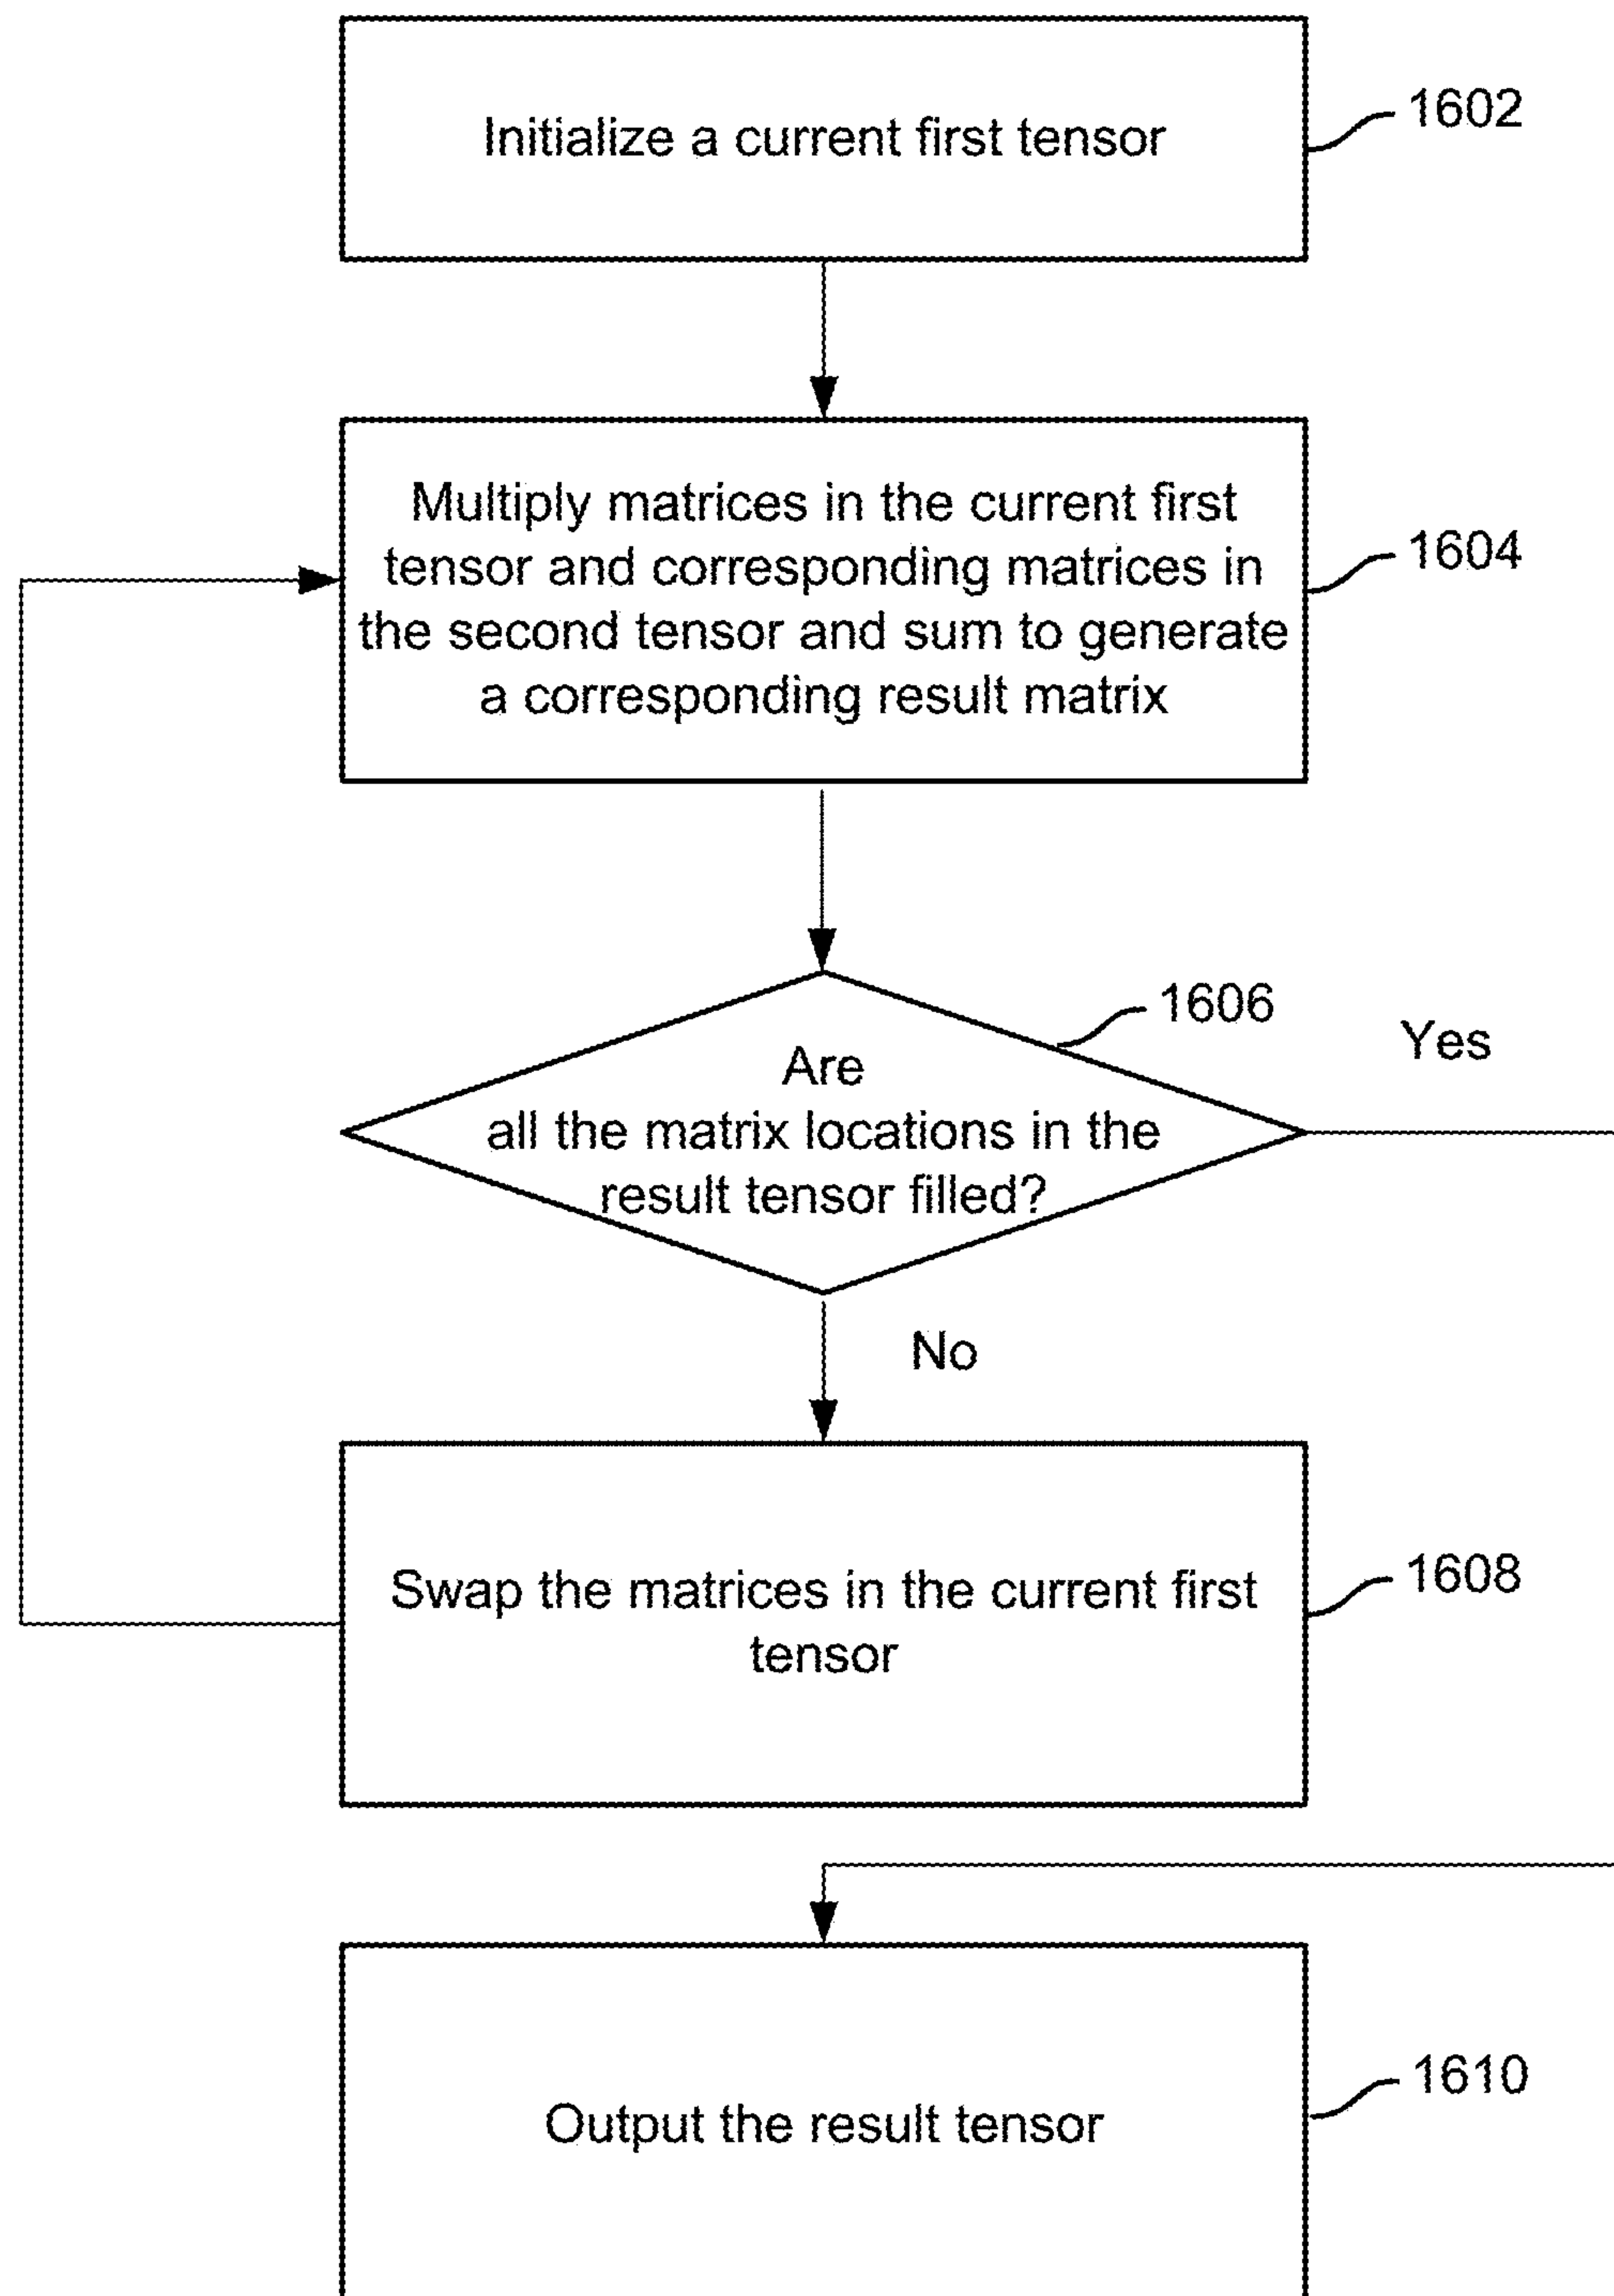 Initialize a current first tensor
1602
Multiply matrices in the current first
tensor and corresponding matrices in
the second tensor and sum to generate
a corresponding result matrix
1604
1606
Yes
Are
all the matrix locations in the
result tensor filled?
No
Swap the matrices in the current first
tensor
1608
Output the result tensor
1610